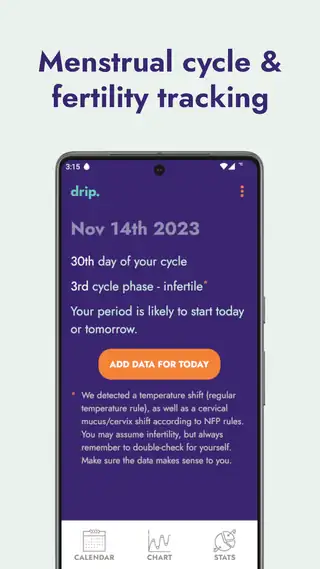 Menstrual cycle &
fertility tracking
3:15
drip.
Nov 14th 2023
30th day of your cycle
3rd cycle phase - infertile*
Your period is likely to start today
or tomorrow.
ADD DATA FOR TODAY
* We detected a temperature shift (regular
temperature rule), as well as a cervical
mucus/cervix shift according to NFP rules.
You may assume infertility, but always
remember to double-check for yourself.
Make sure the data makes sense to you.
CALENDAR CHART STATS